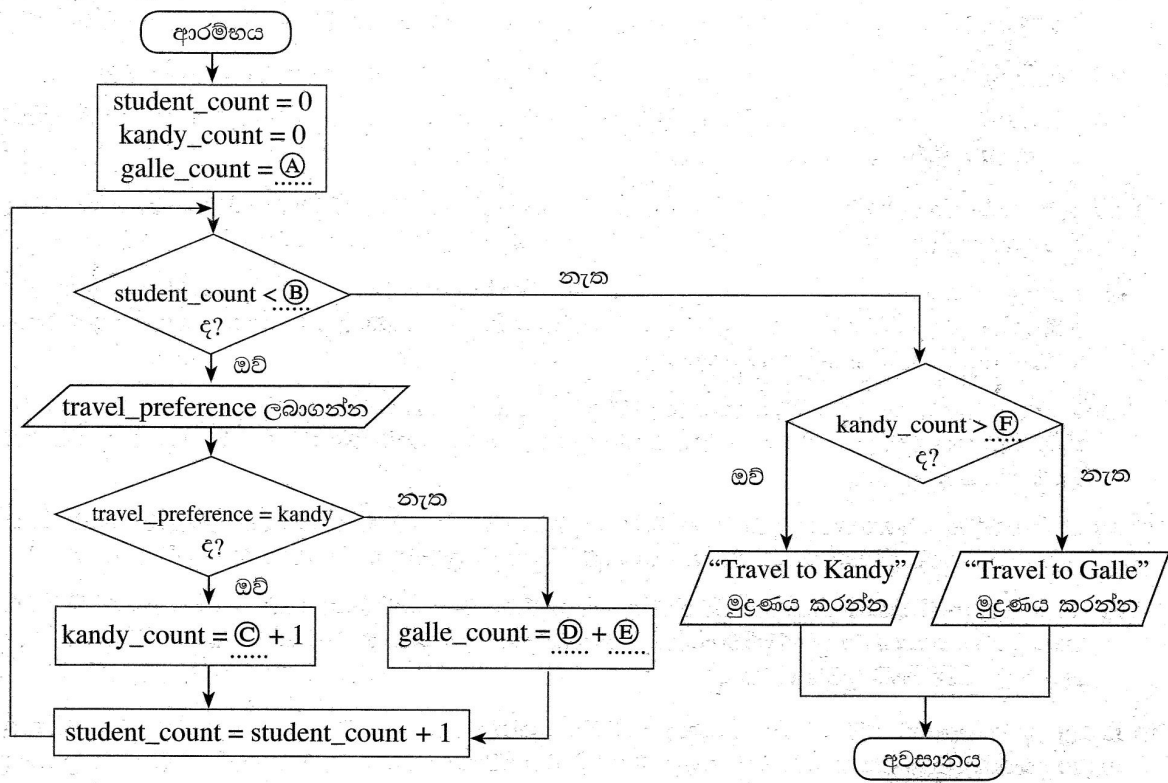 ආරම්භය
student_count = 0
kandy_count = 0
galle_count = Ⓐ
student_count < Ⓑ
ද?
නැත
ඔව්
travel_preference ලබාගන්න
travel_preference = kandy
ද?
නැත
ඔව්
kandy_count = Ⓒ + 1
galle_count = Ⓓ + Ⓔ
student_count = student_count + 1
kandy_count > Ⓕ
ද?
ඔව්
නැත
“Travel to Kandy”
මුද්‍රණය කරන්න
“Travel to Galle”
මුද්‍රණය කරන්න
අවසානය